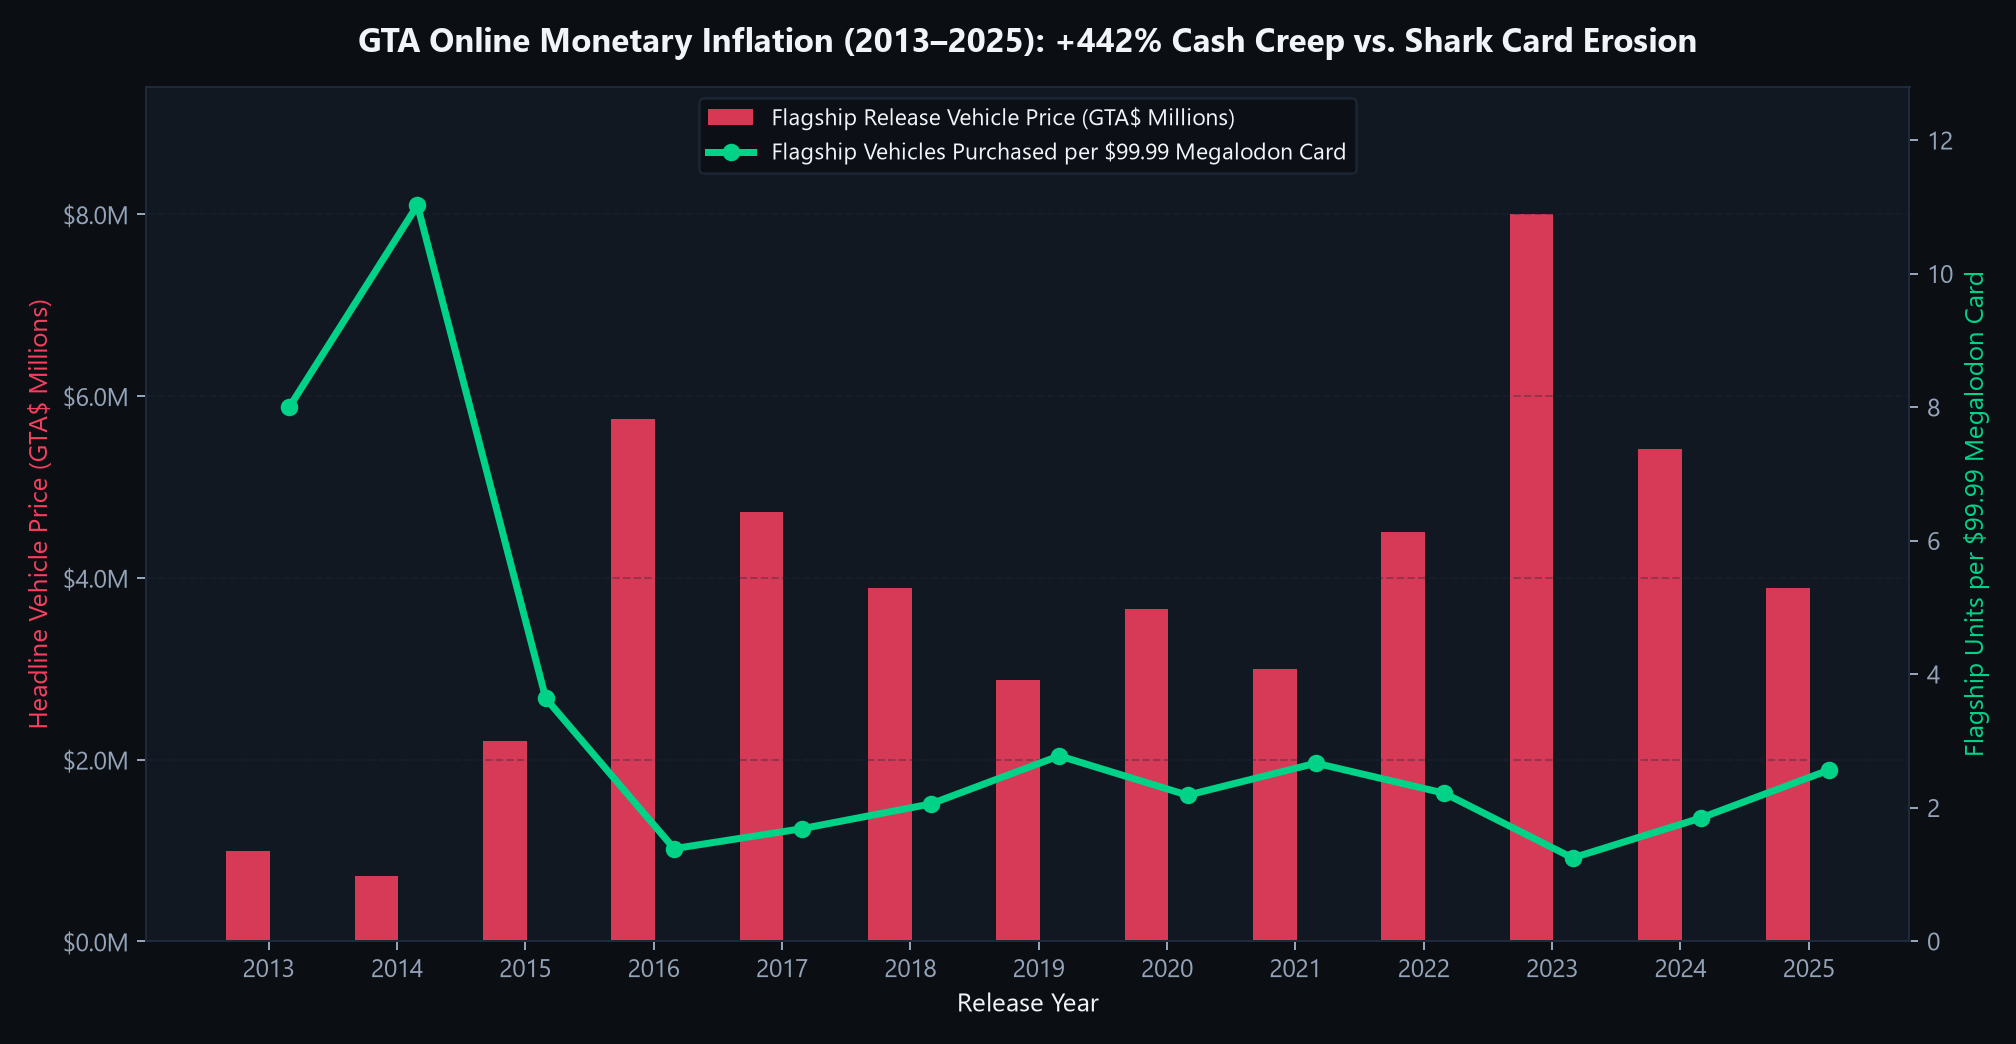 GTA Online Monetary Inflation (2013–2025): +442% Cash Creep vs. Shark Card Erosion
Flagship Release Vehicle Price (GTA$ Millions)
Flagship Vehicles Purchased per $99.99 Megalodon Card
Headline Vehicle Price (GTA$ Millions)
$8.0M
$6.0M
$4.0M
$2.0M
$0.0M
12
10
8
6
4
2
0
Flagship Units per $99.99 Megalodon Card
2013 2014 2015 2016 2017 2018 2019 2020 2021 2022 2023 2024 2025
Release Year